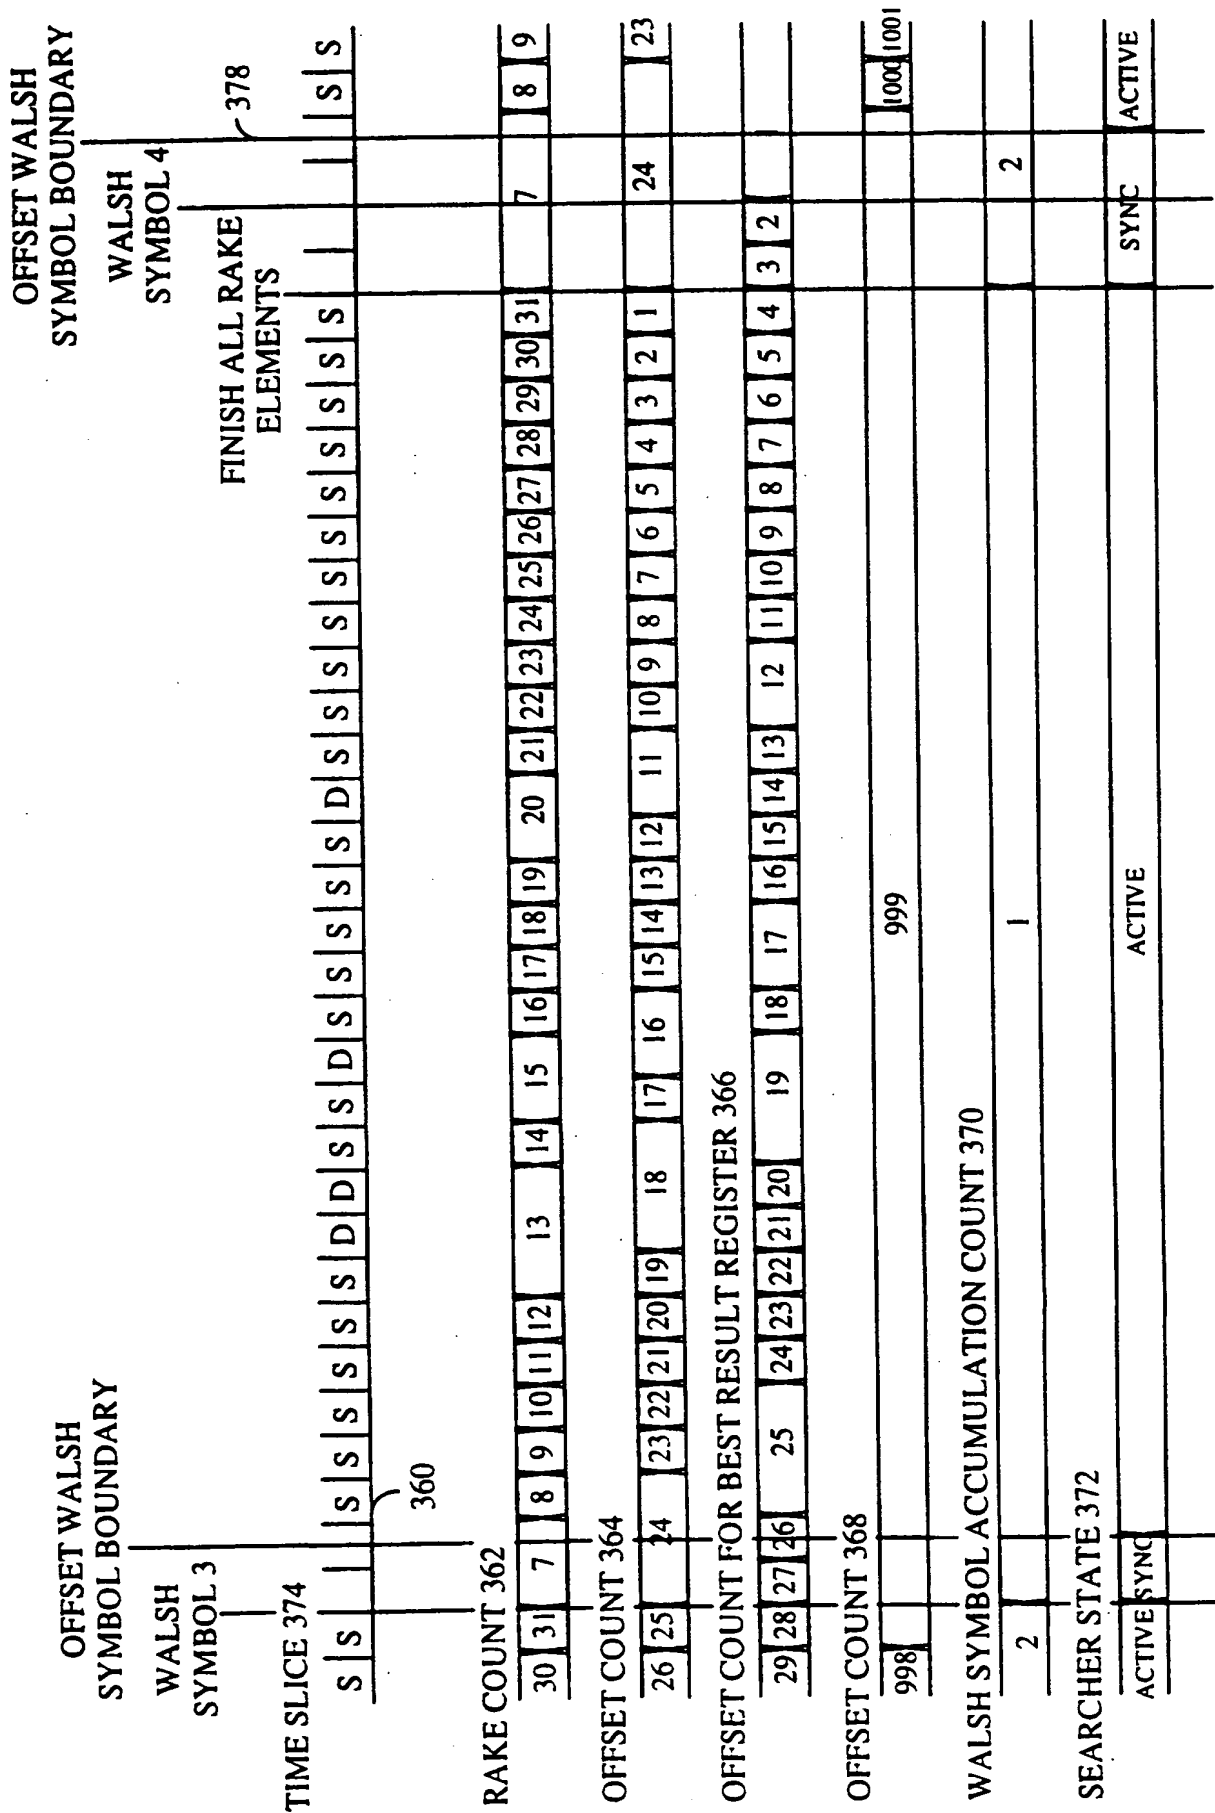 OFFSET WALSH
SYMBOL BOUNDARY
WALSH
SYMBOL 3
OFFSET WALSH
SYMBOL BOUNDARY
WALSH
SYMBOL 4
378
FINISH ALL RAKE
ELEMENTS
TIME SLICE 374
S S S S S S S S D D S S D S S S S S D S S S S S S S S S S S S S
360
RAKE COUNT 362
30 31 7 8 9 10 11 12 13 14 15 16 17 18 19 20 21 22 23 24 25 26 27 28 29 30 31 7 8 9
OFFSET COUNT 364
26 25 24 23 22 21 20 19 18 17 16 15 14 13 12 11 10 9 8 7 6 5 4 3 2 1 24 23
OFFSET COUNT FOR BEST RESULT REGISTER 366
29 28 27 26 25 24 23 22 21 20 19 18 17 16 15 14 13 12 11 10 9 8 7 6 5 4 3 2
OFFSET COUNT 368
998 999 1000 1001
WALSH SYMBOL ACCUMULATION COUNT 370
2 1 2
SEARCHER STATE 372
ACTIVE SYNC ACTIVE SYNC ACTIVE